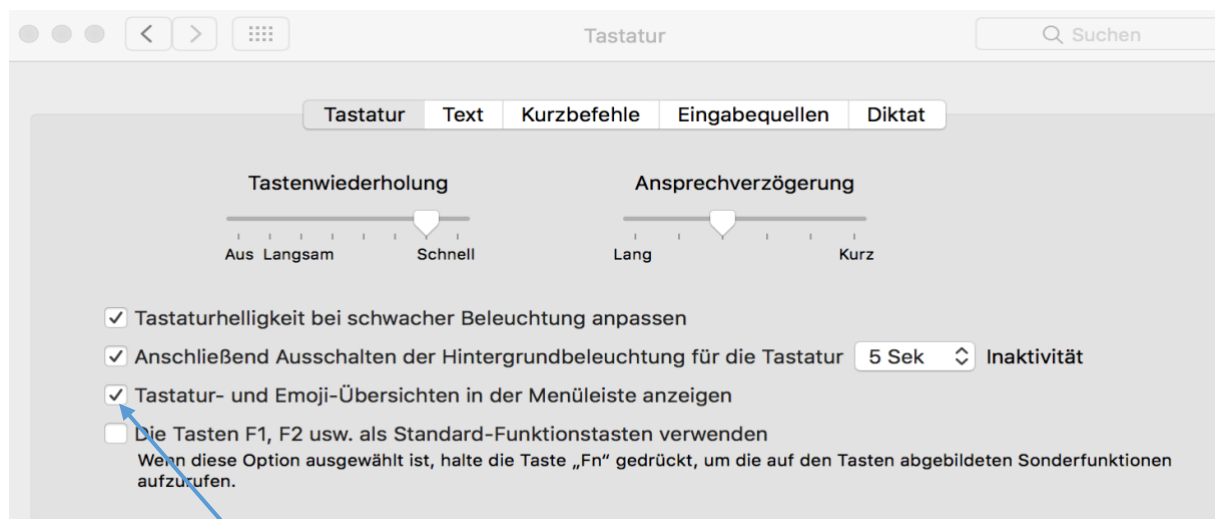 Tastatur
Suchen
Tastatur Text Kurzbefehle Eingabequellen Diktat
Tastenwiederholung Ansprechverzögerung
Aus Langsam Schnell Lang Kurz
Tastaturhelligkeit bei schwacher Beleuchtung anpassen
Anschließend Ausschalten der Hintergrundbeleuchtung für die Tastatur 5 Sek Inaktivität
Tastatur- und Emoji-Übersichten in der Menüleiste anzeigen
Die Tasten F1, F2 usw. als Standard-Funktionstasten verwenden
Wenn diese Option ausgewählt ist, halte die Taste „Fn“ gedrückt, um die auf den Tasten abgebildeten Sonderfunktionen
aufzurufen.